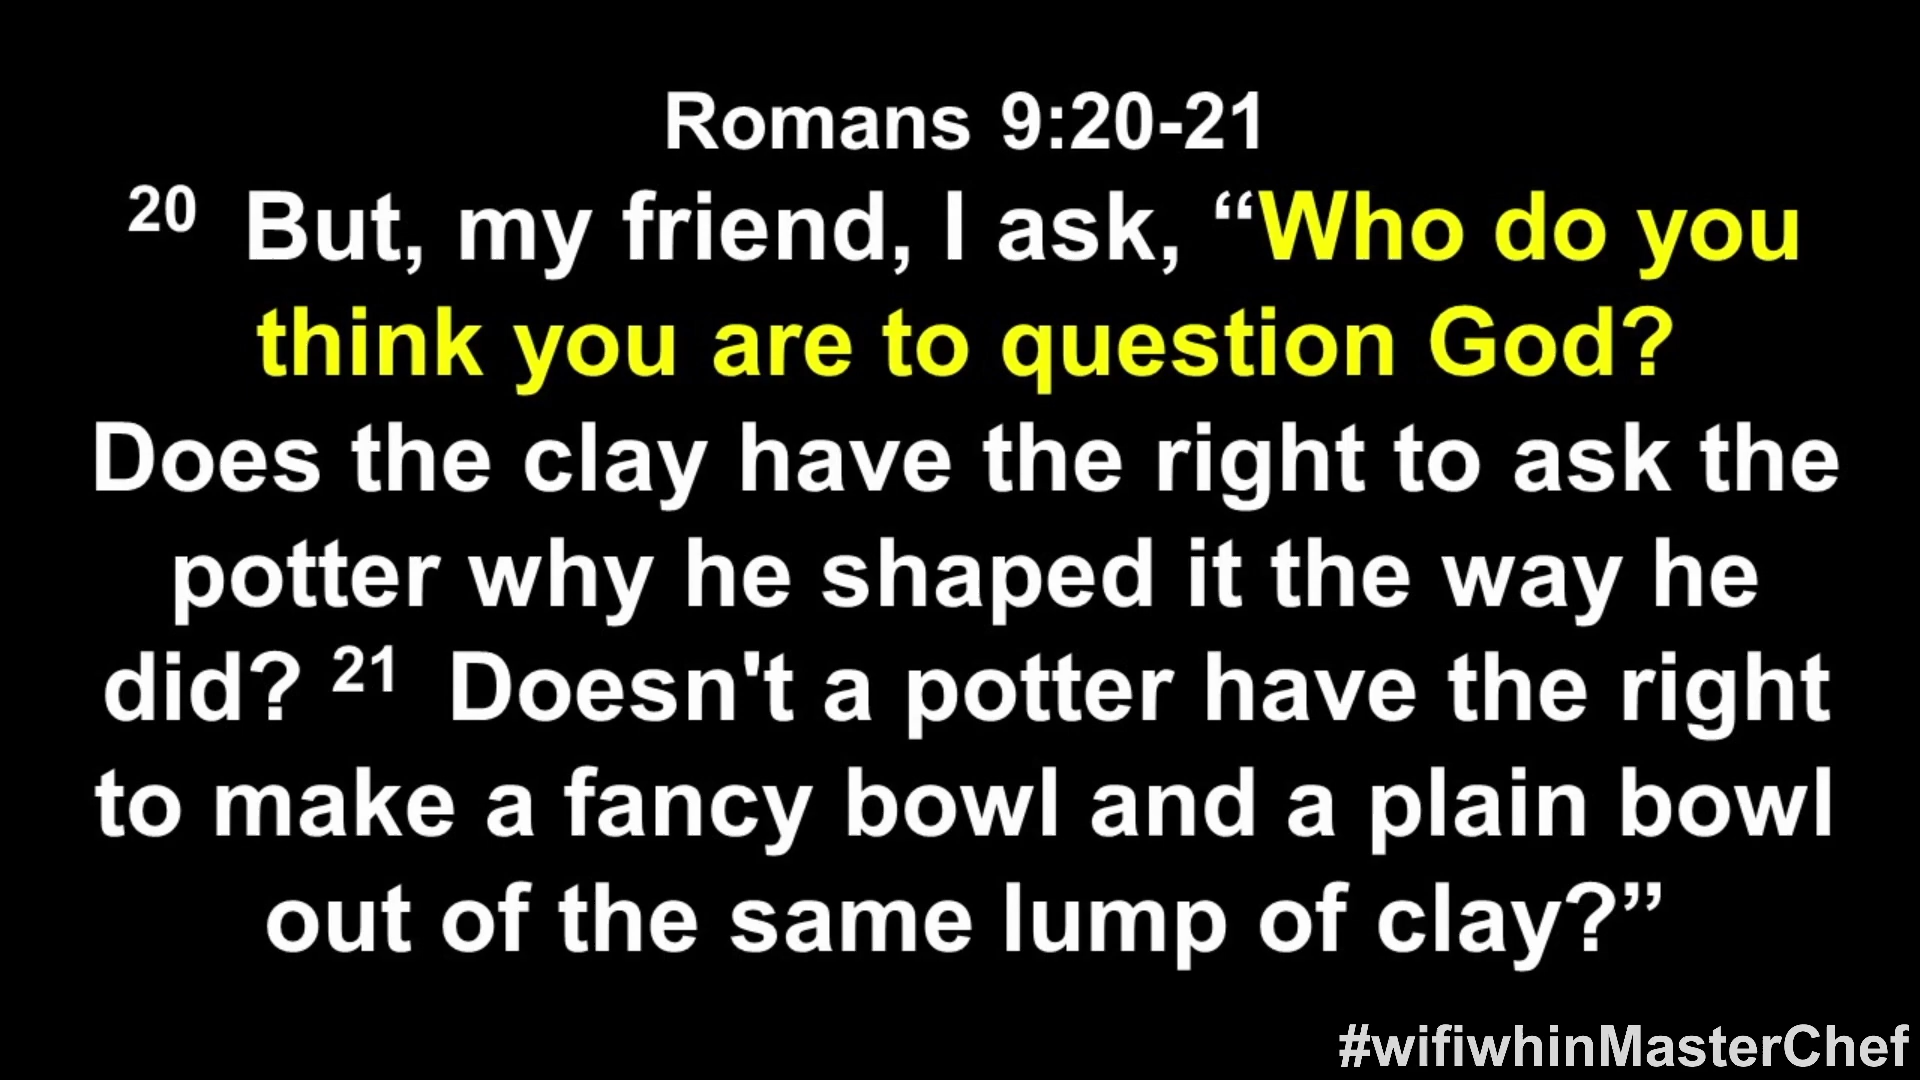 Romans 9:20-21
20 But, my friend, I ask, “Who do you
think you are to question God?
Does the clay have the right to ask the
potter why he shaped it the way he
did? 21 Doesn't a potter have the right
to make a fancy bowl and a plain bowl
out of the same lump of clay?”
#wifiwhinMasterChef